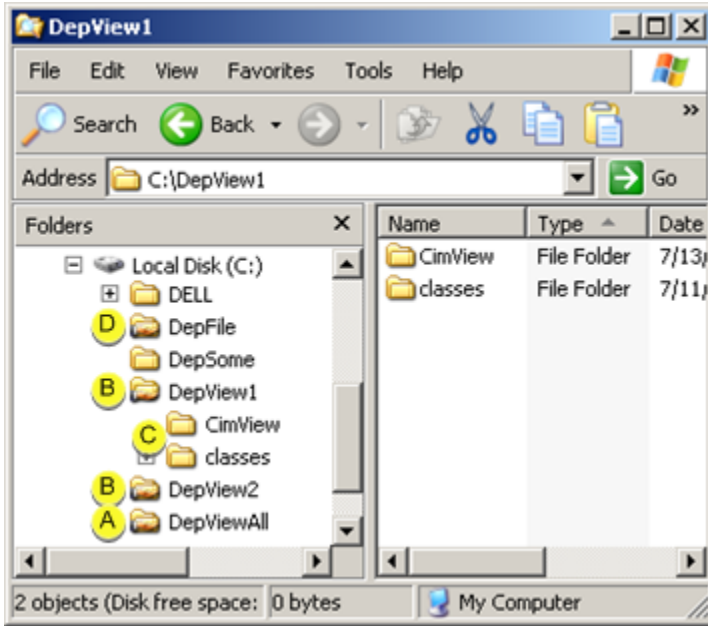 DepView1
File Edit View Favorites Tools Help
Search Back »
Address C:\DepView1 Go
Folders x Name Type Date
Local Disk (C:) CimView File Folder 7/13/
DELL classes File Folder 7/11/
D DepFile
DepSome
B DepView1
CimView
C
classes
B DepView2
A DepViewAll
2 objects (Disk free space: 0 bytes My Computer